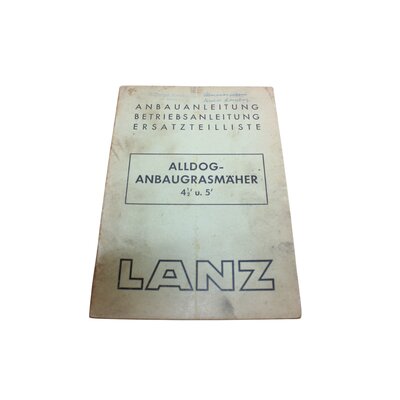 ANBAUANLEITUNG
BETRIEBSANLEITUNG
ERSATZTEILLISTE
ALLDOG-
ANBAUGRASMÄHER
4½' u. 5'
LANZ